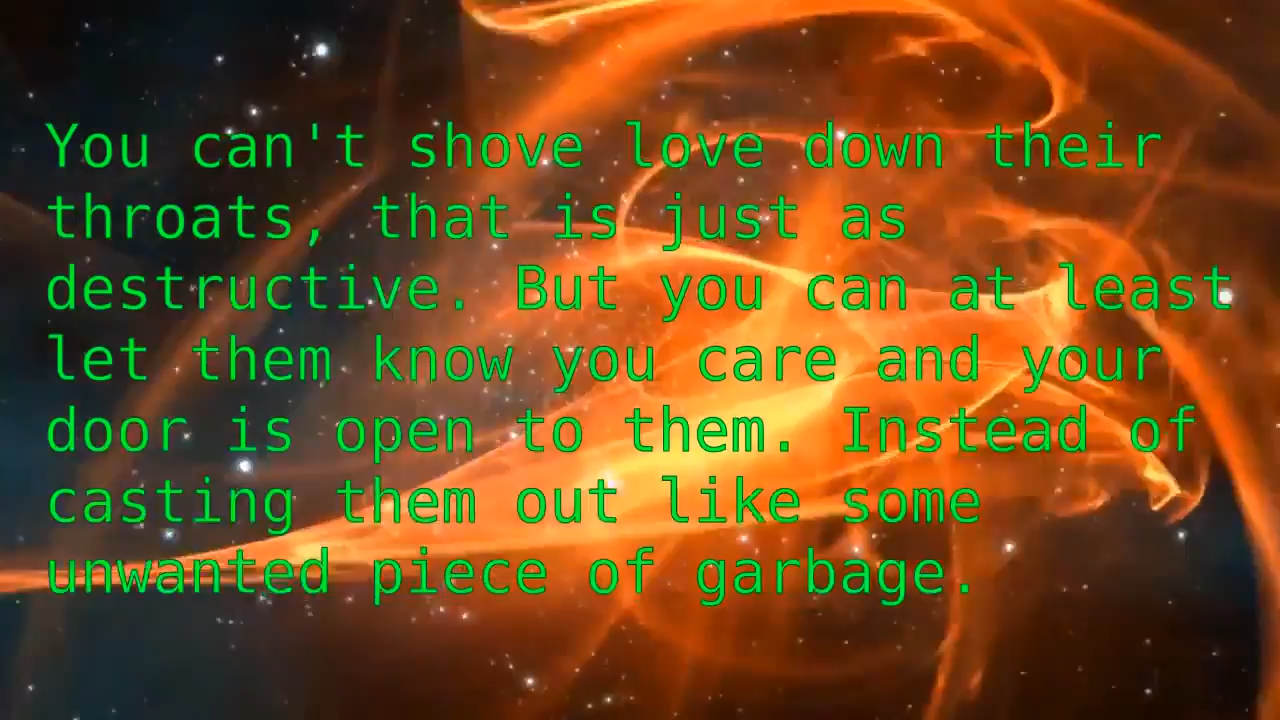 You can't shove love down their
throats, that is just as
destructive. But you can at least
let them know you care and your
door is open to them. Instead of
casting them out like some
unwanted piece of garbage.